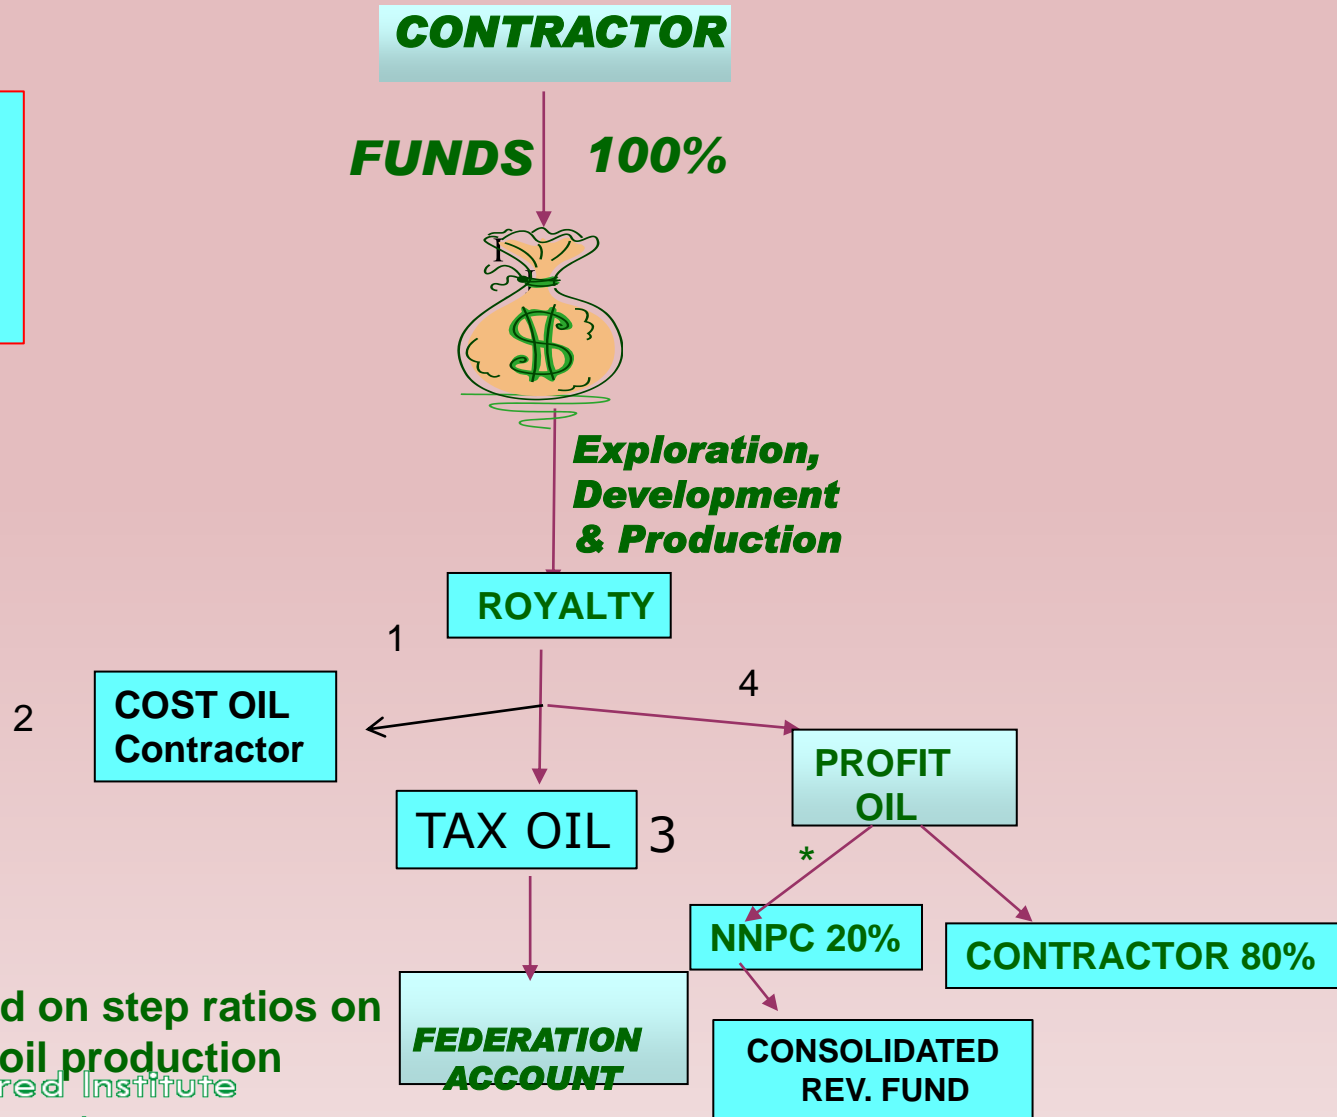 CONTRACTOR
FUNDS 100%
I
Exploration,
Development
& Production
ROYALTY
1
4
2
COST OIL
Contractor
PROFIT
OIL
TAX OIL 3
*
NNPC 20%
CONTRACTOR 80%
d on step ratios on
oil production
red Institute
FEDERATION
ACCOUNT
CONSOLIDATED
REV. FUND